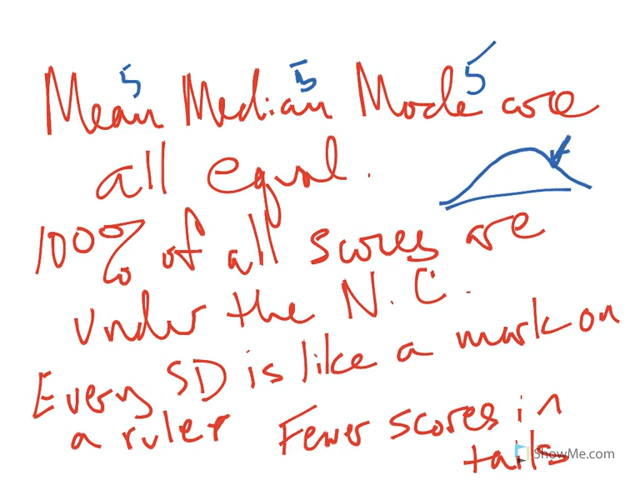 5 5 5
Mean Median Mode are
all equal.
100% of all scores are
under the N.C.
Every SD is like a mark on
a ruler Fewer scores in
tails
ShowMe.com